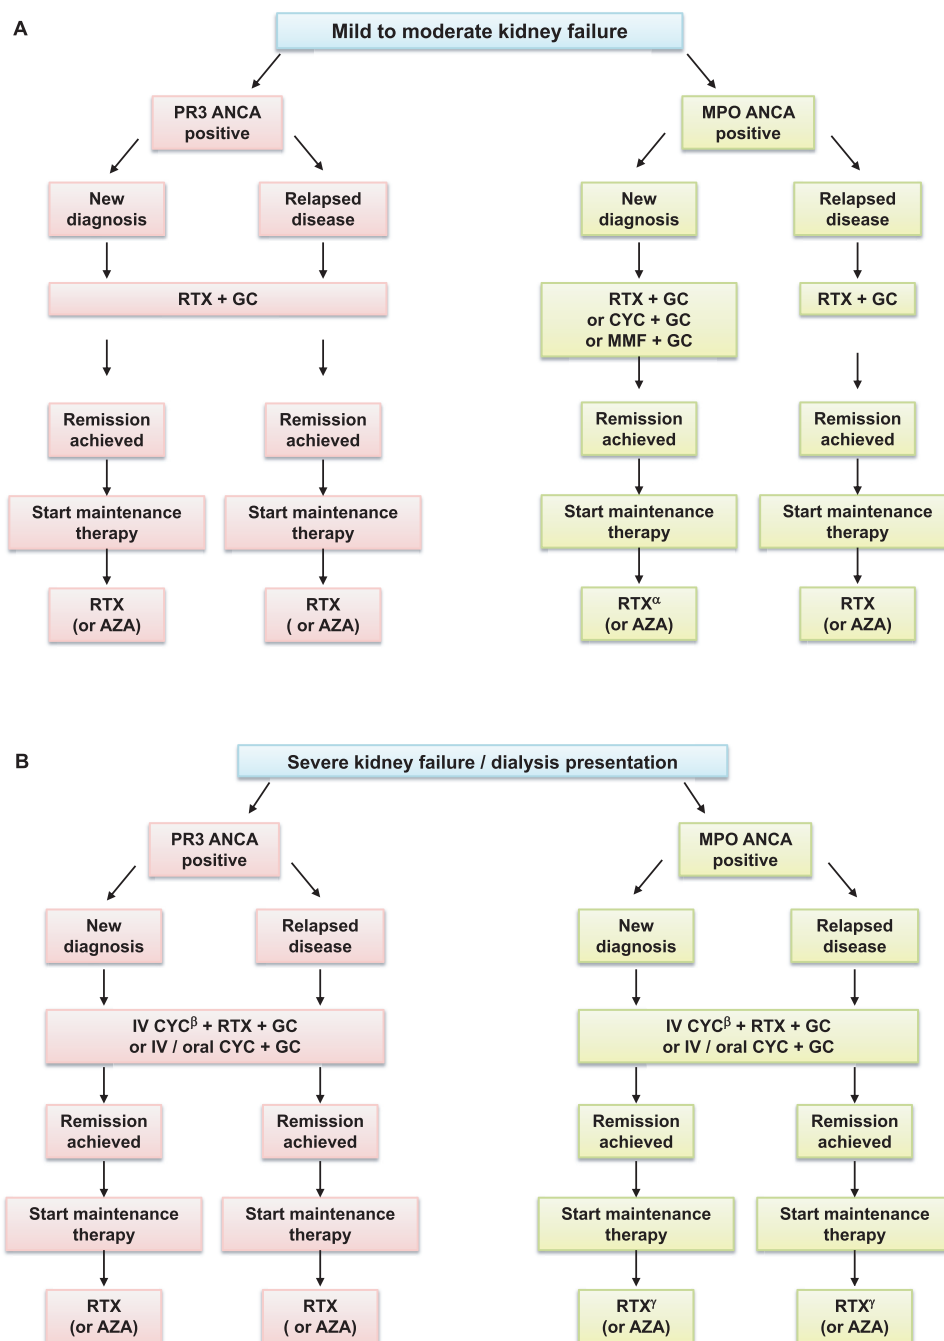 A
Mild to moderate kidney failure
PR3 ANCA
positive
MPO ANCA
positive
New
diagnosis
Relapsed
disease
New
diagnosis
Relapsed
disease
RTX + GC
RTX + GC
or CYC + GC
or MMF + GC
RTX + GC
Remission
achieved
Remission
achieved
Remission
achieved
Remission
achieved
Start maintenance
therapy
Start maintenance
therapy
Start maintenance
therapy
Start maintenance
therapy
RTX
(or AZA)
RTX
( or AZA)
RTXα
(or AZA)
RTX
(or AZA)
B
Severe kidney failure / dialysis presentation
PR3 ANCA
positive
MPO ANCA
positive
New
diagnosis
Relapsed
disease
New
diagnosis
Relapsed
disease
IV CYCβ + RTX + GC
or IV / oral CYC + GC
IV CYCβ + RTX + GC
or IV / oral CYC + GC
Remission
achieved
Remission
achieved
Remission
achieved
Remission
achieved
Start maintenance
therapy
Start maintenance
therapy
Start maintenance
therapy
Start maintenance
therapy
RTX
(or AZA)
RTX
( or AZA)
RTXγ
(or AZA)
RTXγ
(or AZA)